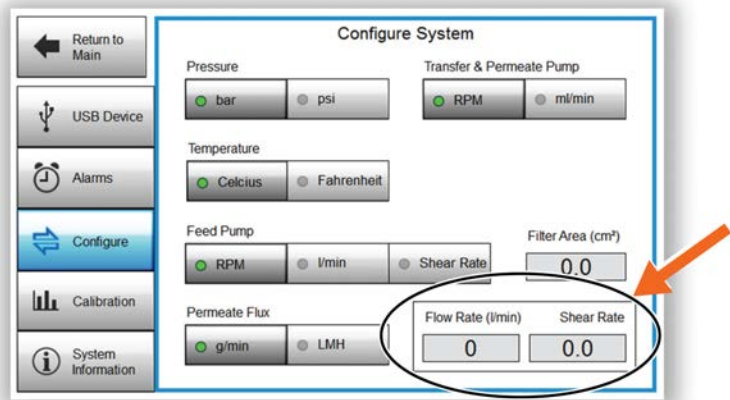 Return to
Main
USB Device
Alarms
Configure
Calibration
System
Information
Configure System
Pressure
bar
psi
Transfer & Permeate Pump
RPM
ml/min
Temperature
Celcius
Fahrenheit
Feed Pump
RPM
l/min
Shear Rate
Filter Area (cm²)
0.0
Permeate Flux
g/min
LMH
Flow Rate (l/min)
Shear Rate
0
0.0